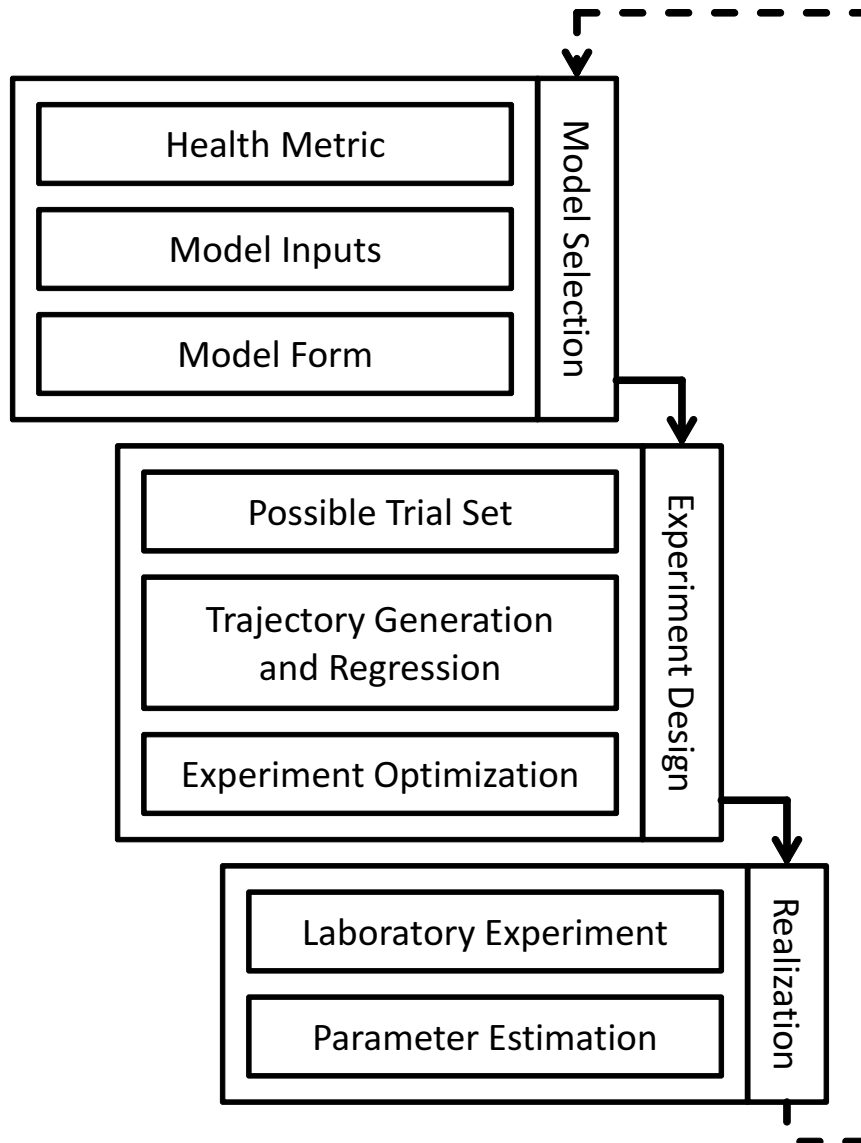 Health Metric
Model Inputs
Model Form
Model Selection
Possible Trial Set
Trajectory Generation
and Regression
Experiment Optimization
Experiment Design
Laboratory Experiment
Parameter Estimation
Realization